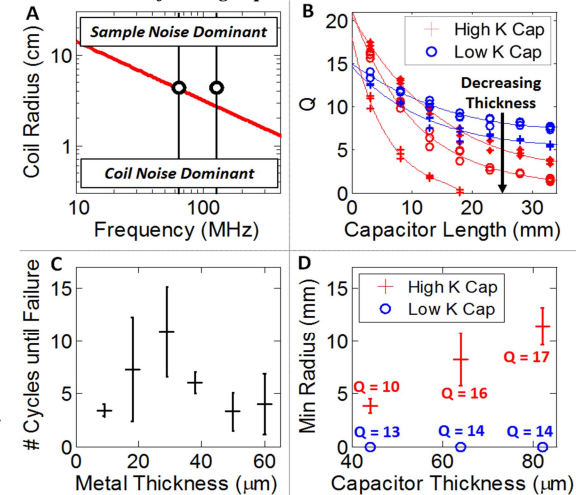 A
Sample Noise Dominant
Coil Noise Dominant
Coil Radius (cm)
10
1
10
100
Frequency (MHz)
B
High K Cap
Low K Cap
Decreasing
Thickness
Q
20
15
10
5
0
0
10
20
30
Capacitor Length (mm)
C
# Cycles until Failure
15
10
5
0
0
20
40
60
Metal Thickness (μm)
D
High K Cap
Low K Cap
Q = 17
Q = 10
Q = 16
Q = 13
Q = 14
Q = 14
Min Radius (mm)
15
10
5
0
40
60
80
Capacitor Thickness (μm)